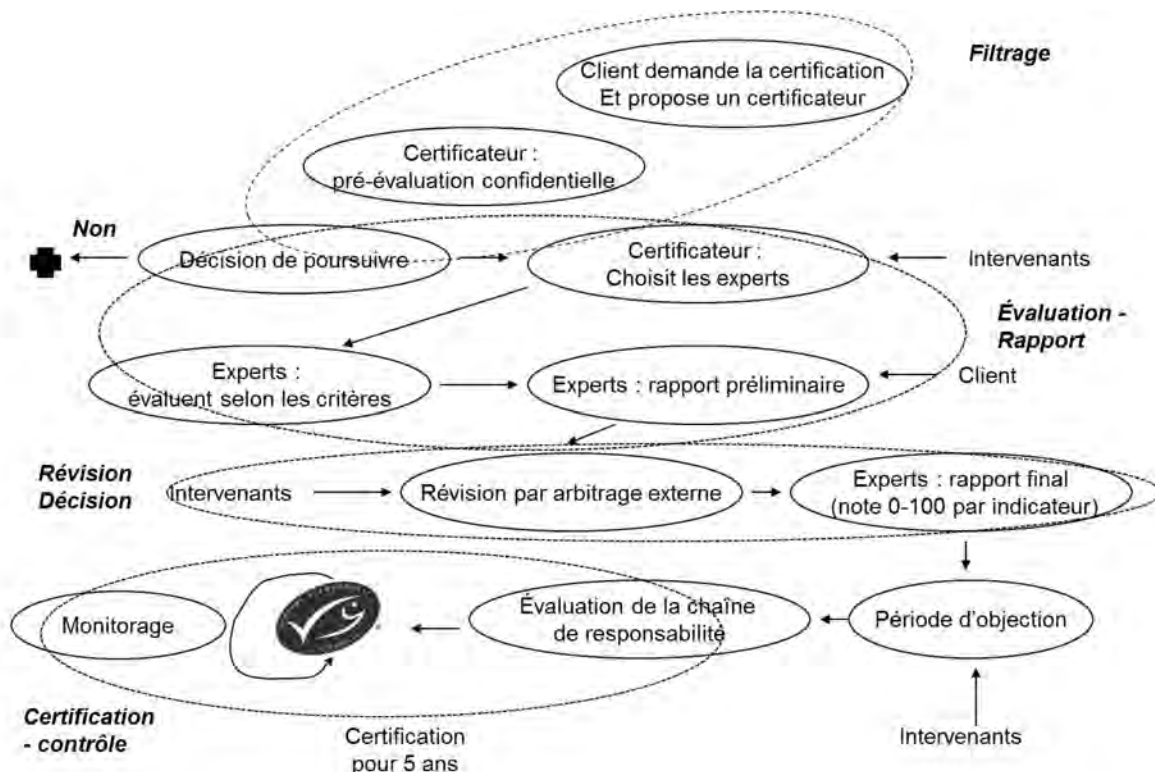 Filtrage
Client demande la certification
Et propose un certificateur
Certificateur :
pré-évaluation confidentielle
Non
Décision de poursuivre
Certificateur :
Choisit les experts
Intervenants
Évaluation -
Rapport
Experts :
évaluent selon les critères
Experts : rapport préliminaire
Client
Révision
Décision
Intervenants
Révision par arbitrage externe
Experts : rapport final
(note 0-100 par indicateur)
Monitorage
Évaluation de la chaîne
de responsabilité
Période d'objection
Certification
- contrôle
Certification
pour 5 ans
Intervenants